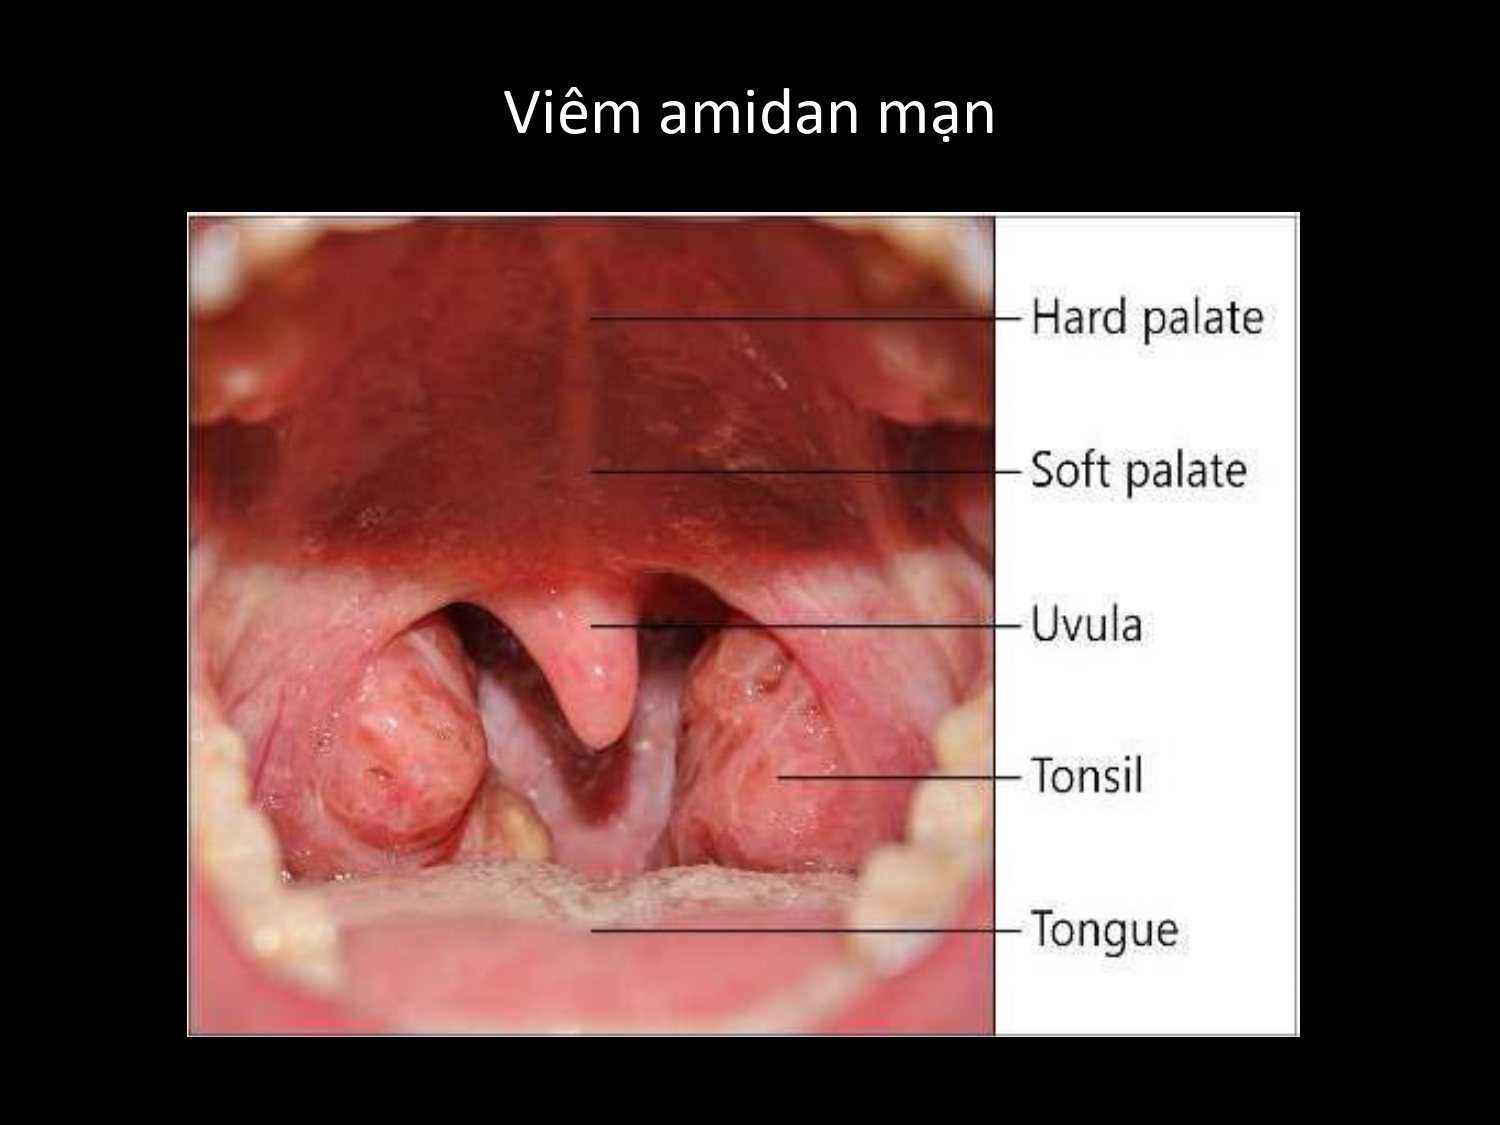 Viêm amidan mạn
Hard palate
Soft palate
Uvula
Tonsil
Tongue